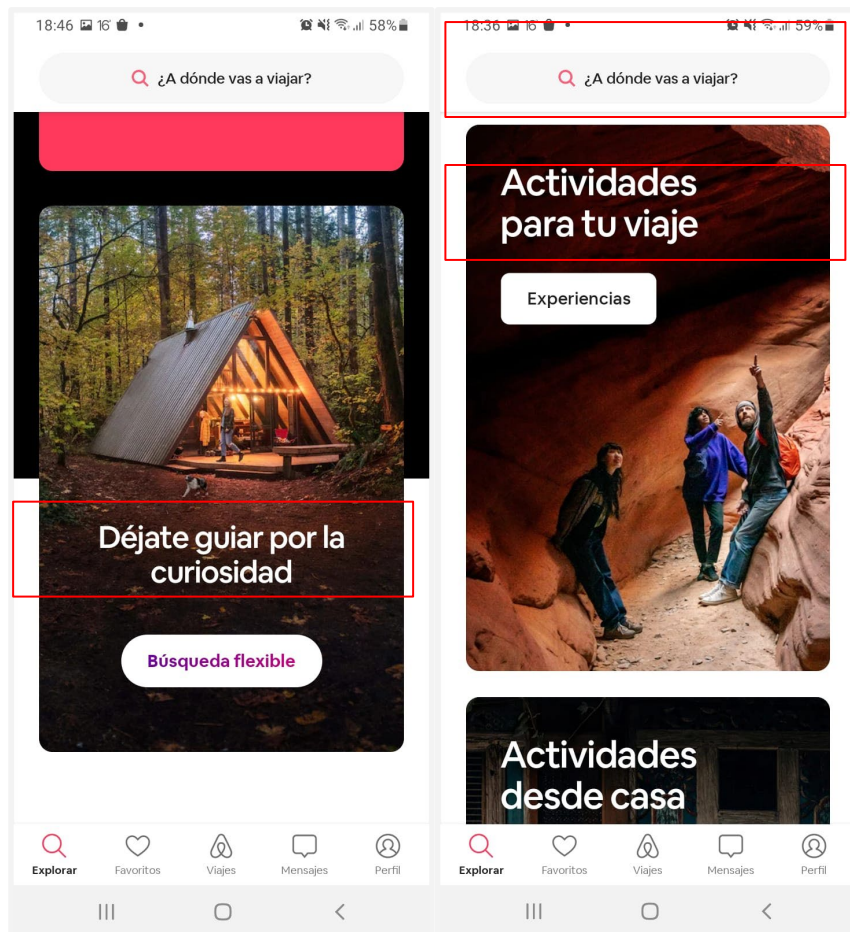 18:46 16° 58%
¿A dónde vas a viajar?
Déjate guiar por la
curiosidad
Búsqueda flexible
Explorar Favoritos Viajes Mensajes Perfil
18:36 16° 59%
¿A dónde vas a viajar?
Actividades
para tu viaje
Experiencias
Actividades
desde casa
Explorar Favoritos Viajes Mensajes Perfil